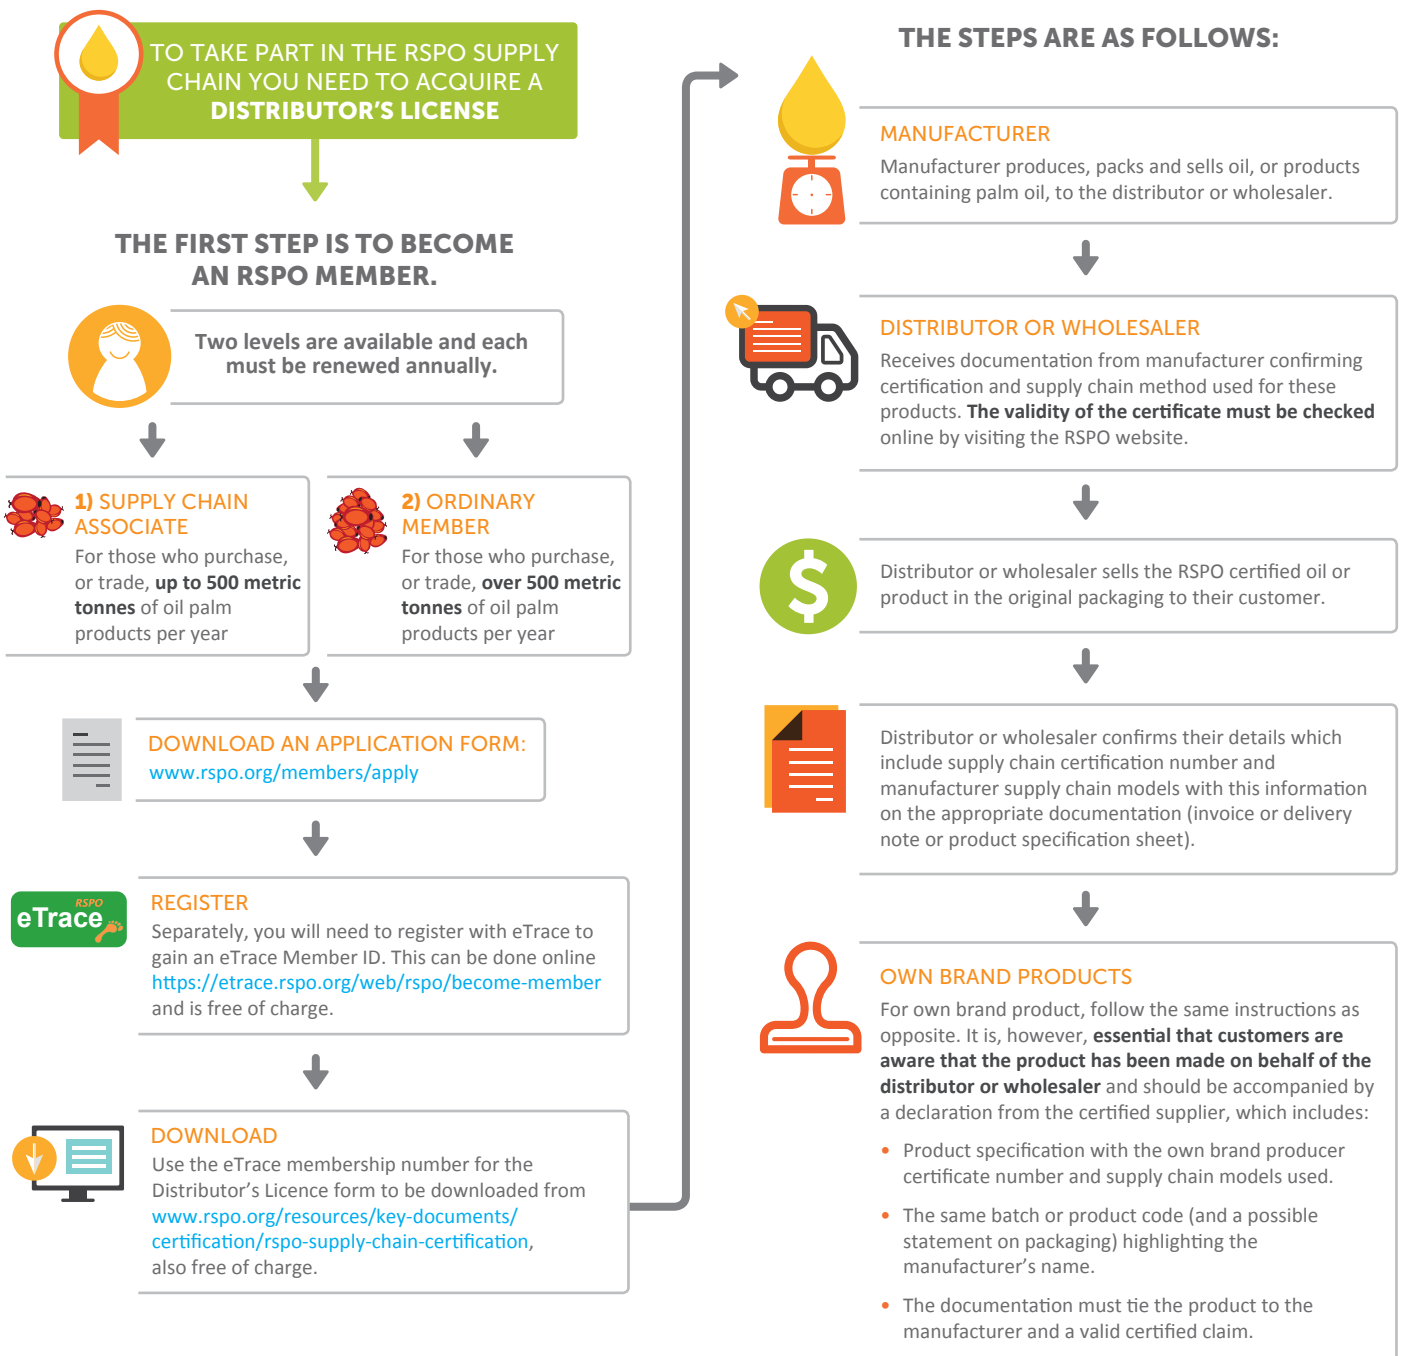 TO TAKE PART IN THE RSPO SUPPLY
CHAIN YOU NEED TO ACQUIRE A
DISTRIBUTOR'S LICENSE
THE FIRST STEP IS TO BECOME
AN RSPO MEMBER.
Two levels are available and each
must be renewed annually.
1) SUPPLY CHAIN
ASSOCIATE
For those who purchase,
or trade, up to 500 metric
tonnes of oil palm
products per year
2) ORDINARY
MEMBER
For those who purchase,
or trade, over 500 metric
tonnes of oil palm
products per year
DOWNLOAD AN APPLICATION FORM:
www.rspo.org/members/apply
RSPO
eTrace
REGISTER
Separately, you will need to register with eTrace to
gain an eTrace Member ID. This can be done online
https://etrace.rspo.org/web/rspo/become-member
and is free of charge.
DOWNLOAD
Use the eTrace membership number for the
Distributor's Licence form to be downloaded from
www.rspo.org/resources/key-documents/
certification/rspo-supply-chain-certification,
also free of charge.
THE STEPS ARE AS FOLLOWS:
MANUFACTURER
Manufacturer produces, packs and sells oil, or products
containing palm oil, to the distributor or wholesaler.
DISTRIBUTOR OR WHOLESALER
Receives documentation from manufacturer confirming
certification and supply chain method used for these
products. The validity of the certificate must be checked
online by visiting the RSPO website.
$
Distributor or wholesaler sells the RSPO certified oil or
product in the original packaging to their customer.
Distributor or wholesaler confirms their details which
include supply chain certification number and
manufacturer supply chain models with this information
on the appropriate documentation (invoice or delivery
note or product specification sheet).
OWN BRAND PRODUCTS
For own brand product, follow the same instructions as
opposite. It is, however, essential that customers are
aware that the product has been made on behalf of the
distributor or wholesaler and should be accompanied by
a declaration from the certified supplier, which includes:
• Product specification with the own brand producer
certificate number and supply chain models used.
• The same batch or product code (and a possible
statement on packaging) highlighting the
manufacturer's name.
• The documentation must tie the product to the
manufacturer and a valid certified claim.